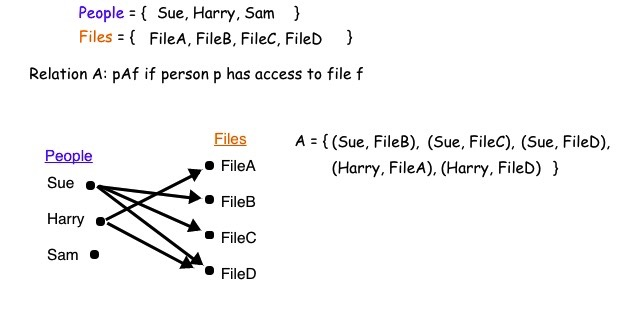 People = { Sue, Harry, Sam }
Files = { FileA, FileB, FileC, FileD }
Relation A: pAf if person p has access to file f
Files
People
FileA
Sue
FileB
Harry
FileC
Sam
FileD
A = { (Sue, FileB), (Sue, FileC), (Sue, FileD),
(Harry, FileA), (Harry, FileD) }